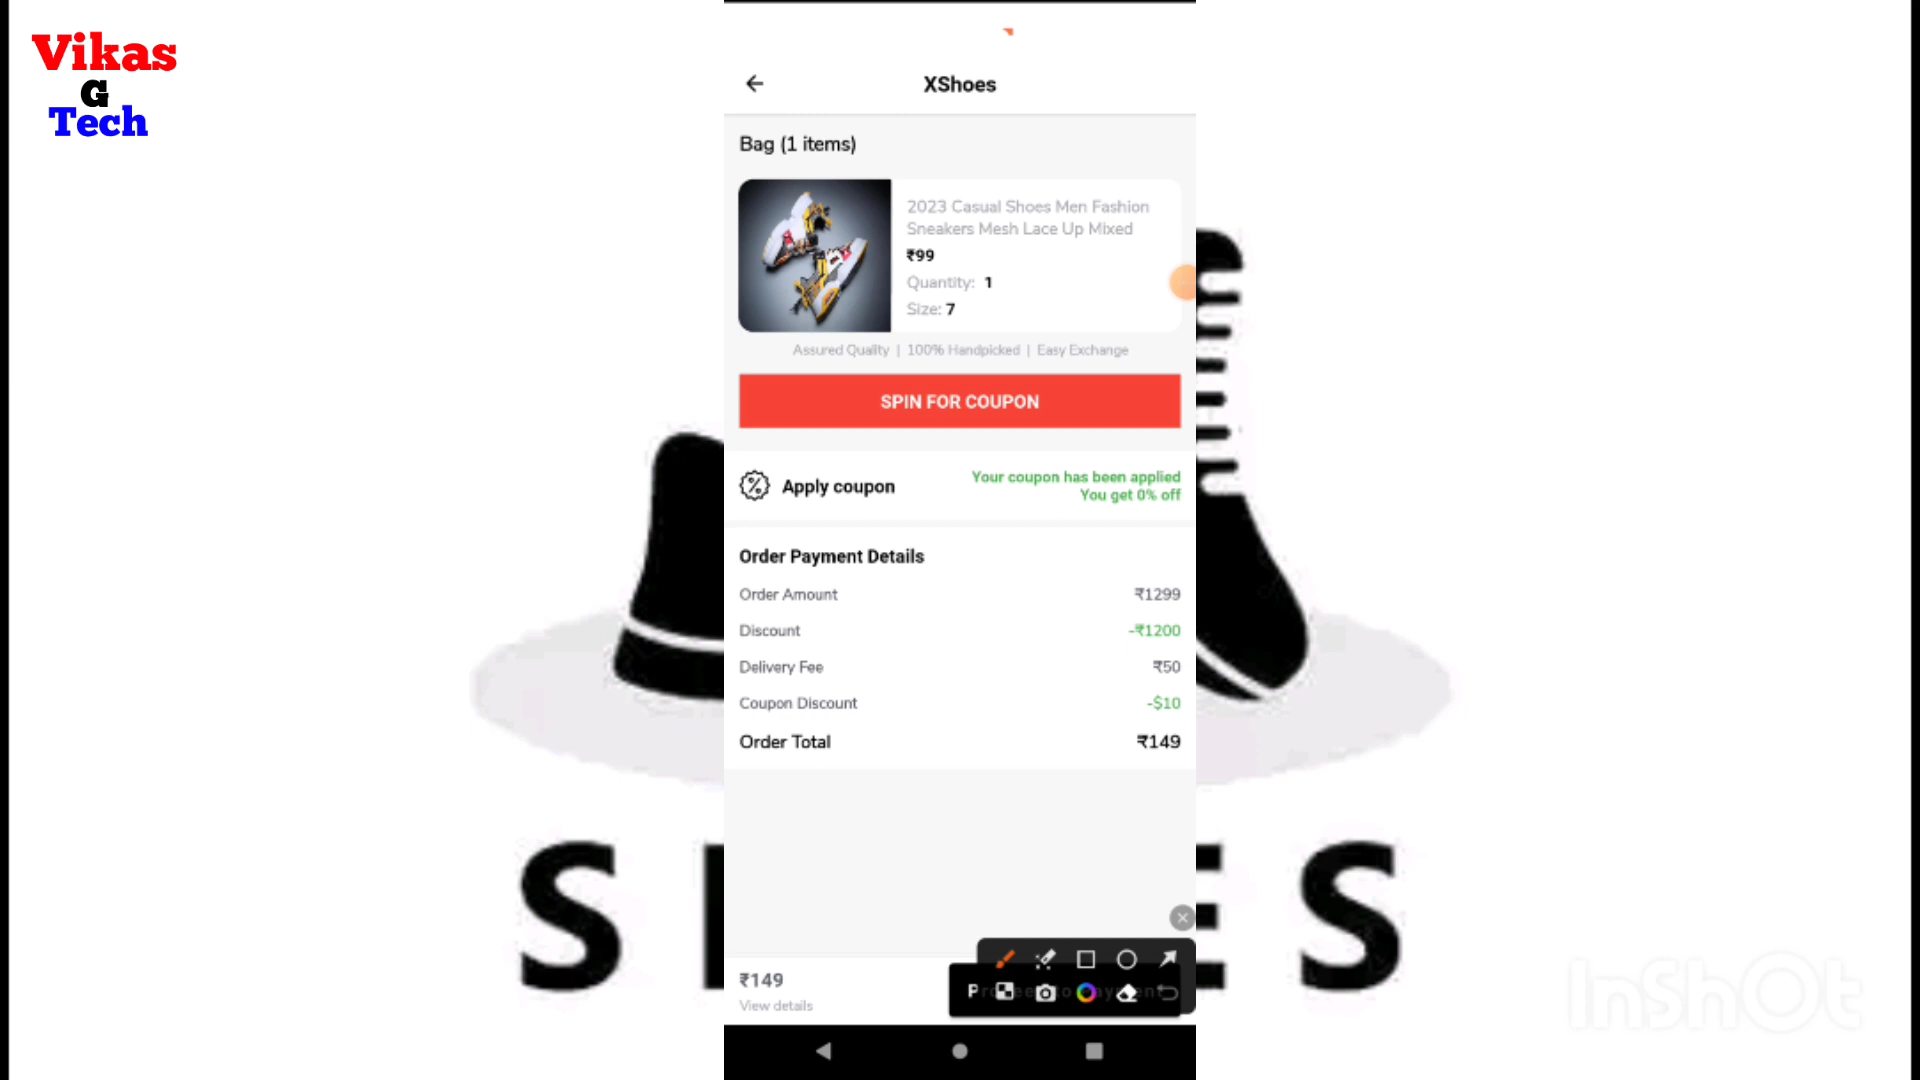 Vikas
G
Tech
XShoes
Bag (1 items)
2023 Casual Shoes Men Fashion
Sneakers Mesh Lace Up Mixed
₹99
Quantity: 1
Size: 7
Assured Quality | 100% Handpicked | Easy Exchange
SPIN FOR COUPON
Apply coupon
Your coupon has been applied
You get 0% off
Order Payment Details
Order Amount ₹1299
Discount -₹1200
Delivery Fee ₹50
Coupon Discount -$10
Order Total ₹149
₹149
View details
InShOt